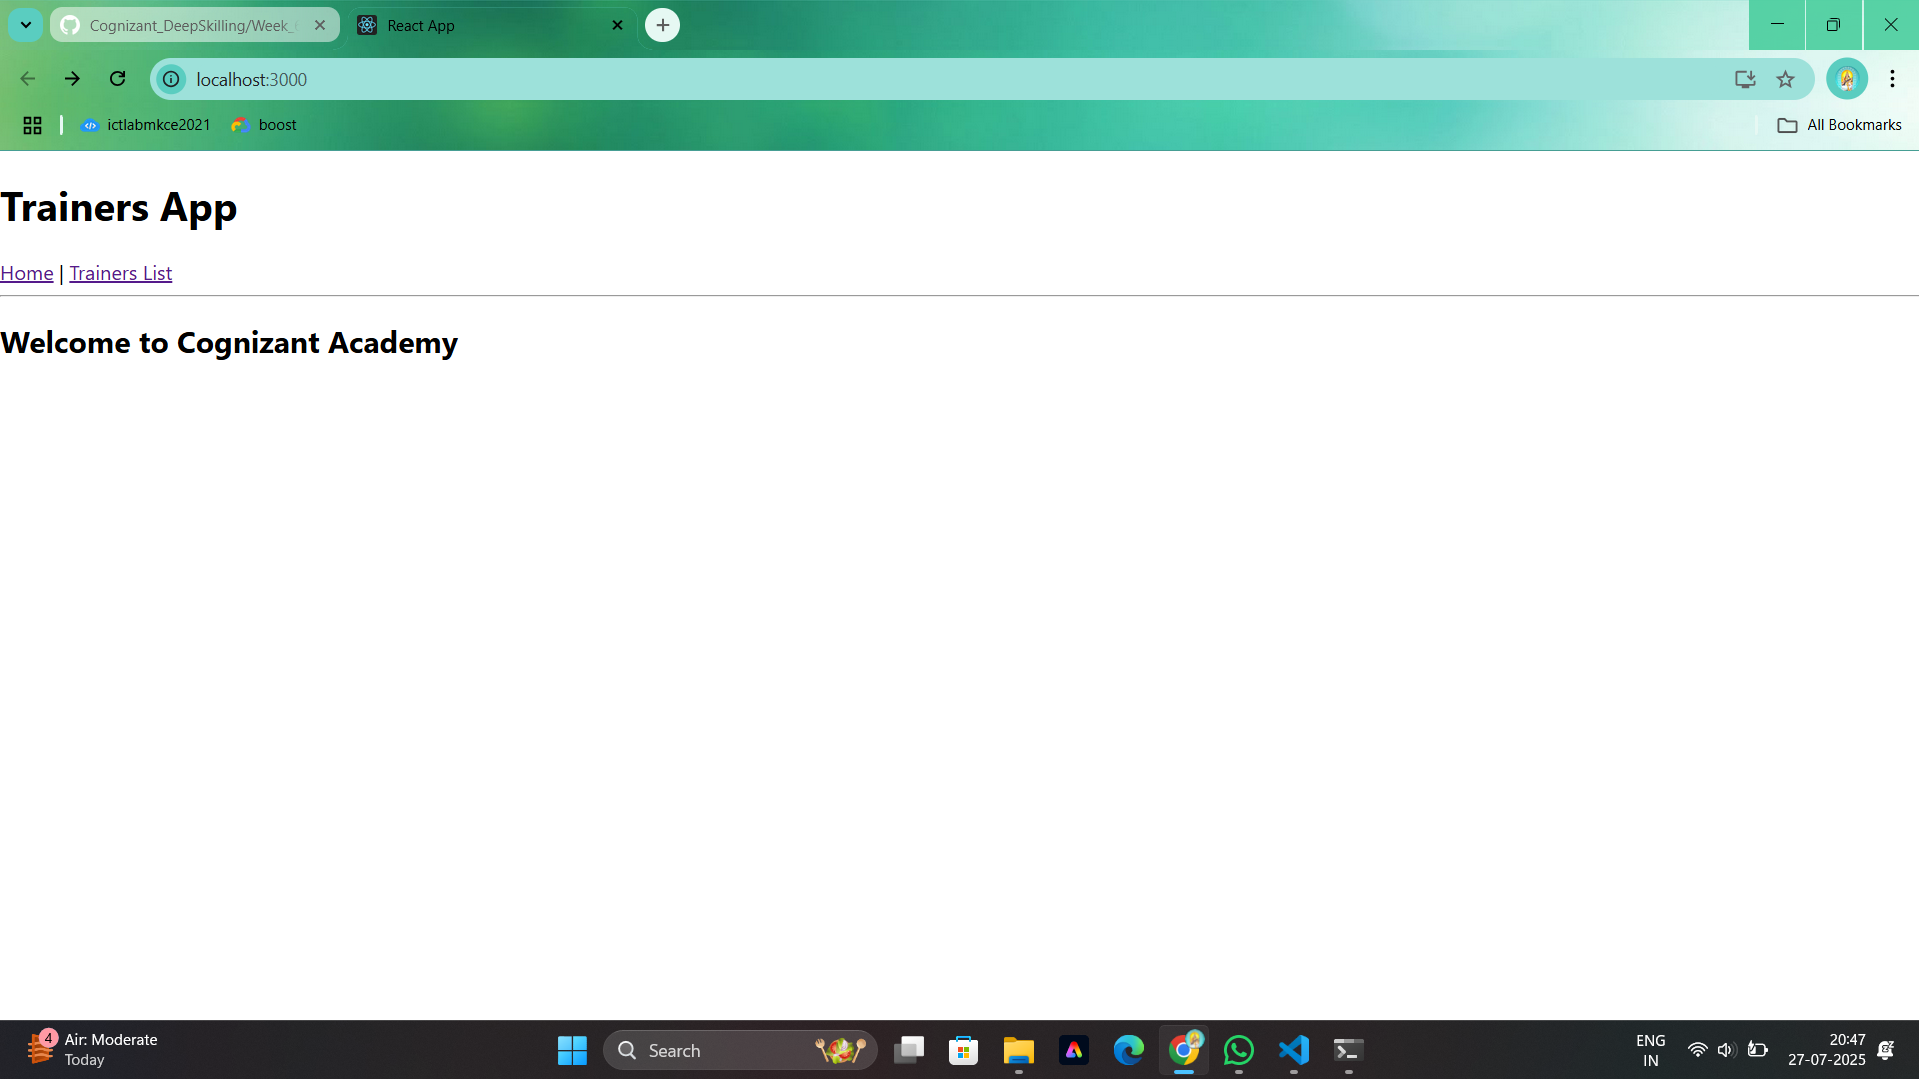 Cognizant_DeepSkilling/Week_
React App
localhost:3000
ictlabmkce2021
boost
All Bookmarks
Trainers App
Home | Trainers List
Welcome to Cognizant Academy
4
Air: Moderate
Today
Search
ENG
IN
20:47
27-07-2025